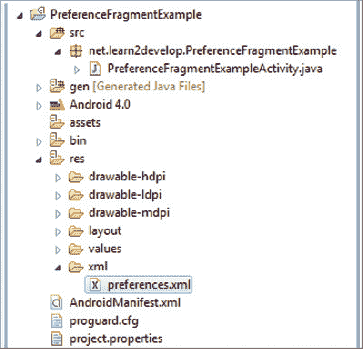 PreferenceFragmentExample
src
net.learn2develop.PreferenceFragmentExample
PreferenceFragmentExampleActivity.java
gen [Generated Java Files]
Android 4.0
assets
bin
res
drawable-hdpi
drawable-ldpi
drawable-mdpi
layout
values
xml
preferences.xml
AndroidManifest.xml
proguard.cfg
project.properties